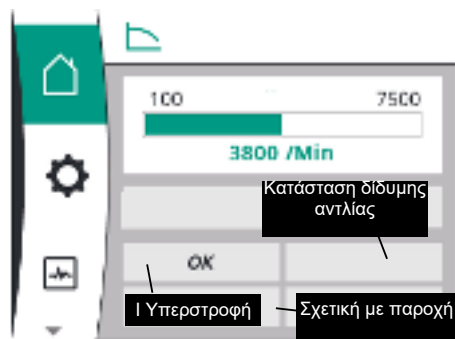 100 7500
3800 /Min
Κατάσταση δίδυμης
αντλίας
OK
Ι Υπερστροφή
Σχετική με παροχή